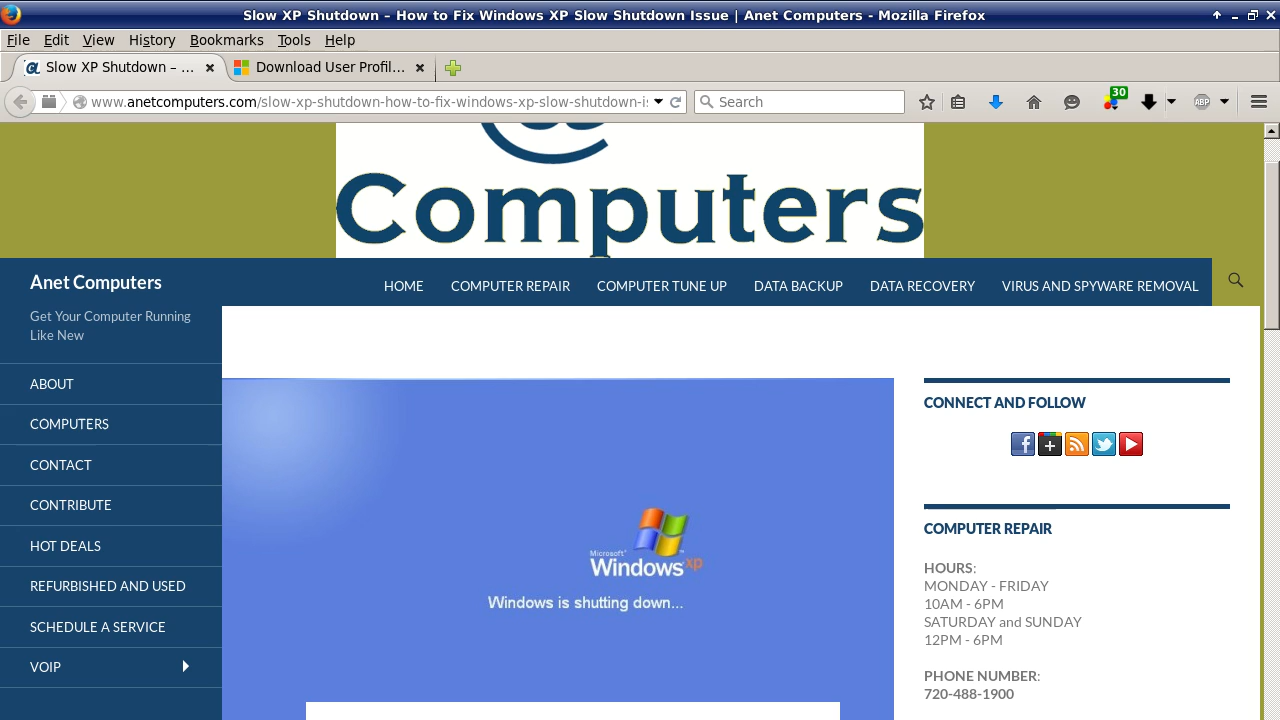 Slow XP Shutdown – How to Fix Windows XP Slow Shutdown Issue | Anet Computers - Mozilla Firefox
File Edit View History Bookmarks Tools Help
Slow XP Shutdown – ... Download User Profil...
www.anetcomputers.com/slow-xp-shutdown-how-to-fix-windows-xp-slow-shutdown-is Search 30 ABP
Computers
Anet Computers
HOME COMPUTER REPAIR COMPUTER TUNE UP DATA BACKUP DATA RECOVERY VIRUS AND SPYWARE REMOVAL
Get Your Computer Running
Like New
ABOUT
COMPUTERS
CONTACT
CONTRIBUTE
HOT DEALS
REFURBISHED AND USED
SCHEDULE A SERVICE
VOIP
Microsoft®
Windows xp
Windows is shutting down...
CONNECT AND FOLLOW
COMPUTER REPAIR
HOURS:
MONDAY - FRIDAY
10AM - 6PM
SATURDAY and SUNDAY
12PM - 6PM
PHONE NUMBER:
720-488-1900